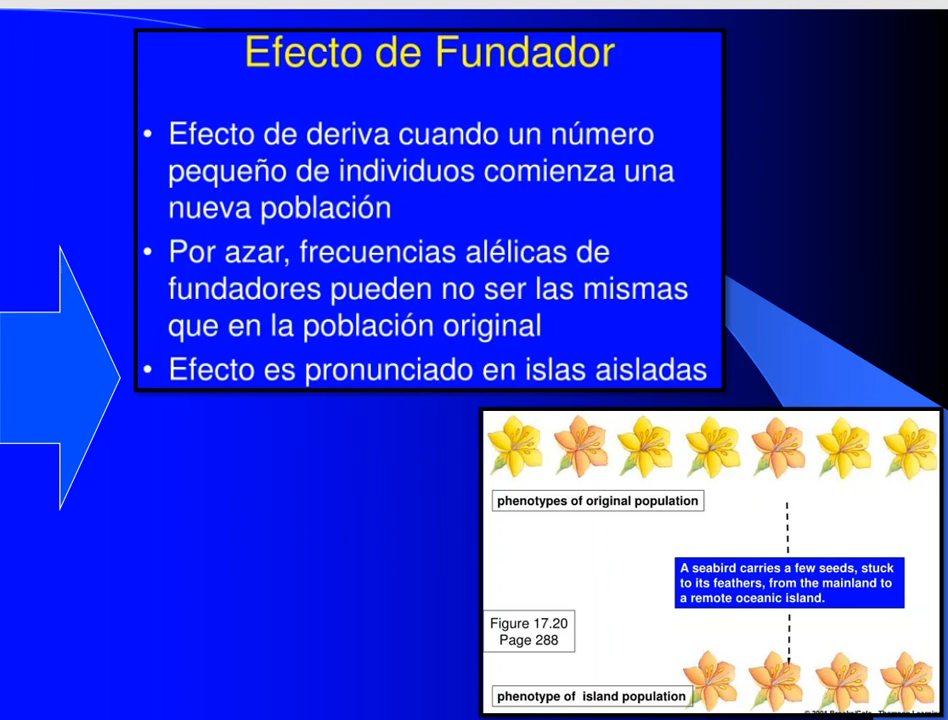 Efecto de Fundador
• Efecto de deriva cuando un número
pequeño de individuos comienza una
nueva población
• Por azar, frecuencias alélicas de
fundadores pueden no ser las mismas
que en la población original
• Efecto es pronunciado en islas aisladas
phenotypes of original population
A seabird carries a few seeds, stuck
to its feathers, from the mainland to
a remote oceanic island.
Figure 17.20
Page 288
phenotype of island population